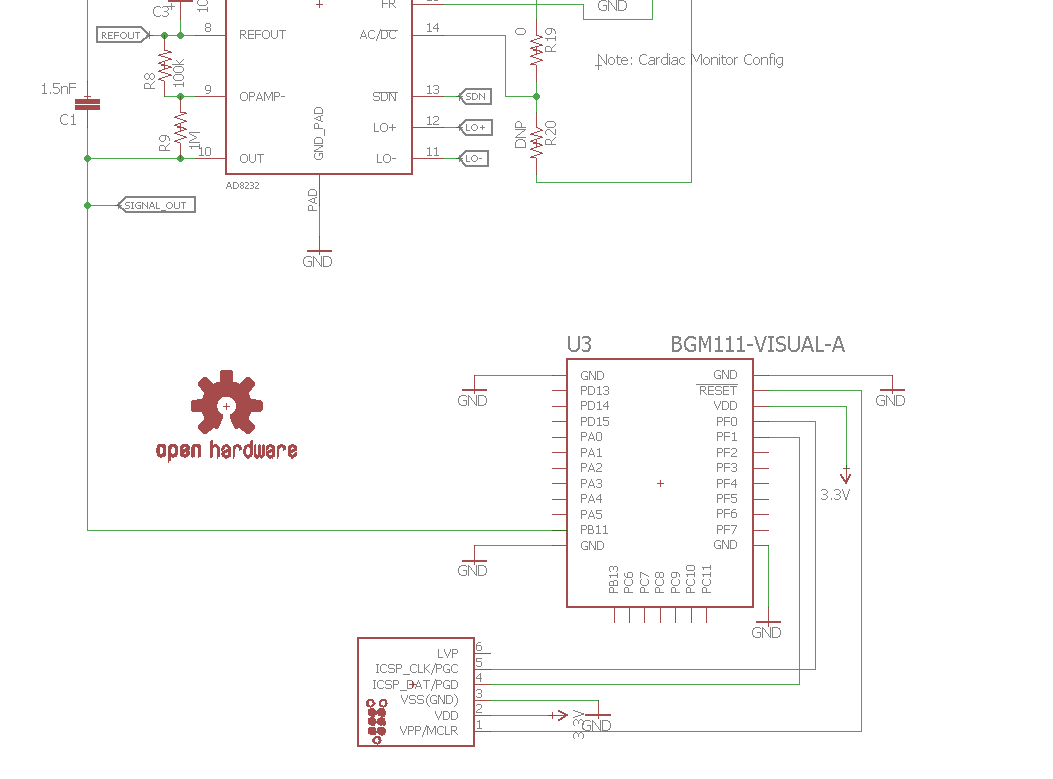 C3
10
FR
GND
REFOUT
8
REFOUT
AC/DC
14
0
R19
Note: Cardiac Monitor Config
R8
100k
1.5nF
C1
9
OPAMP-
SDN
13
SDN
GND_PAD
LO+
12
LO+
DNP
R20
R9
1M
10
OUT
LO-
11
LO-
AD8232
SIGNAL_OUT
PAD
GND
U3
BGM111-VISUAL-A
GND
GND
PD13
RESET
GND
GND
PD14
VDD
PD15
PF0
PA0
PF1
PA1
PF2
PA2
PF3
open hardware
PA3
PF4
3.3V
PA4
PF5
PA5
PF6
PB11
PF7
GND
GND
GND
PB13
PC6
PC7
PC8
PC9
PC10
PC11
GND
LVP
6
ICSP_CLK/PGC
5
ICSP_DAT/PGD
4
VSS(GND)
3
VDD
2
3.3V
GND
VPP/MCLR
1